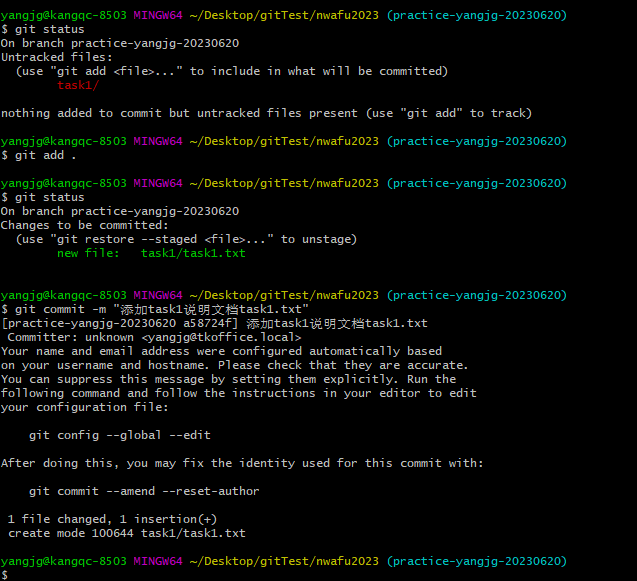 yangjg@kangqc-8503 MINGW64 ~/Desktop/gitTest/nwafu2023 (practice-yangjg-20230620)
$ git status
On branch practice-yangjg-20230620
Untracked files:
  (use "git add <file>..." to include in what will be committed)
        task1/

nothing added to commit but untracked files present (use "git add" to track)

yangjg@kangqc-8503 MINGW64 ~/Desktop/gitTest/nwafu2023 (practice-yangjg-20230620)
$ git add .

yangjg@kangqc-8503 MINGW64 ~/Desktop/gitTest/nwafu2023 (practice-yangjg-20230620)
$ git status
On branch practice-yangjg-20230620
Changes to be committed:
  (use "git restore --staged <file>..." to unstage)
        new file:   task1/task1.txt


yangjg@kangqc-8503 MINGW64 ~/Desktop/gitTest/nwafu2023 (practice-yangjg-20230620)
$ git commit -m "添加task1说明文档task1.txt"
[practice-yangjg-20230620 a58724f] 添加task1说明文档task1.txt
 Committer: unknown <yangjg@tkoffice.local>
Your name and email address were configured automatically based
on your username and hostname. Please check that they are accurate.
You can suppress this message by setting them explicitly. Run the
following command and follow the instructions in your editor to edit
your configuration file:

    git config --global --edit

After doing this, you may fix the identity used for this commit with:

    git commit --amend --reset-author

 1 file changed, 1 insertion(+)
 create mode 100644 task1/task1.txt

yangjg@kangqc-8503 MINGW64 ~/Desktop/gitTest/nwafu2023 (practice-yangjg-20230620)
$